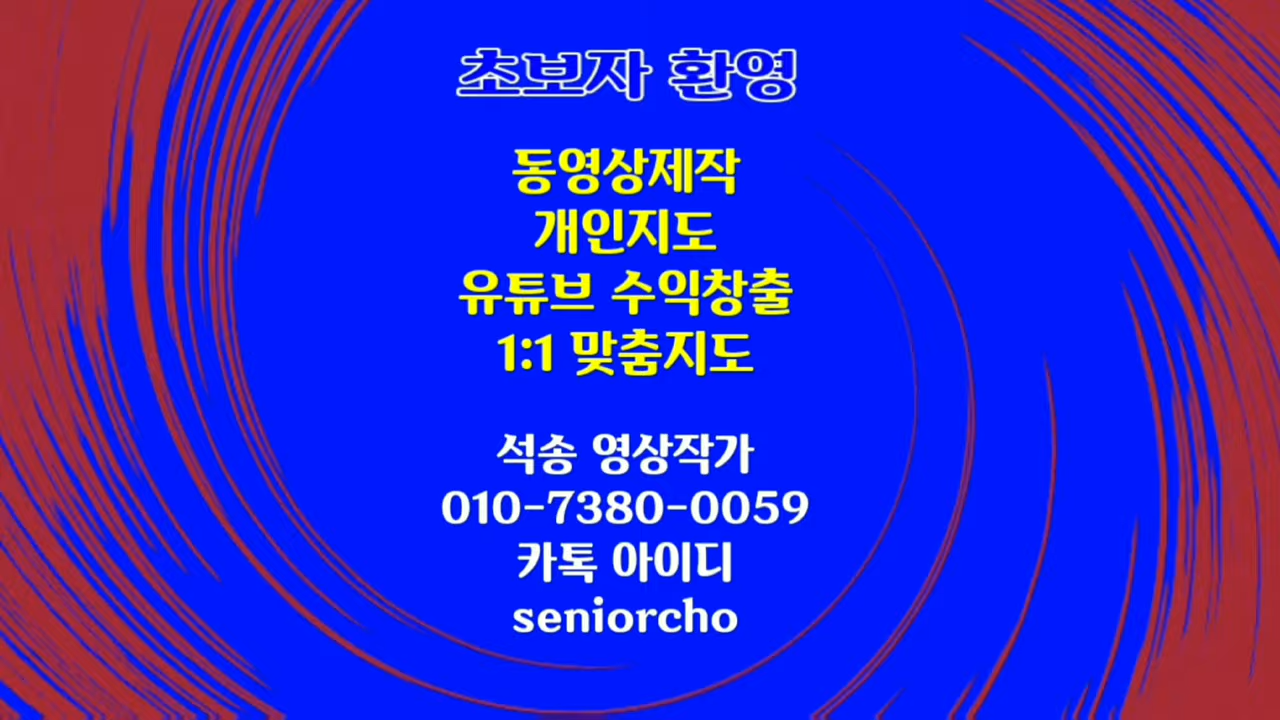 초보자 환영
동영상제작
개인지도
유튜브 수익창출
1:1 맞춤지도
석송 영상작가
010-7380-0059
카톡 아이디
seniorcho